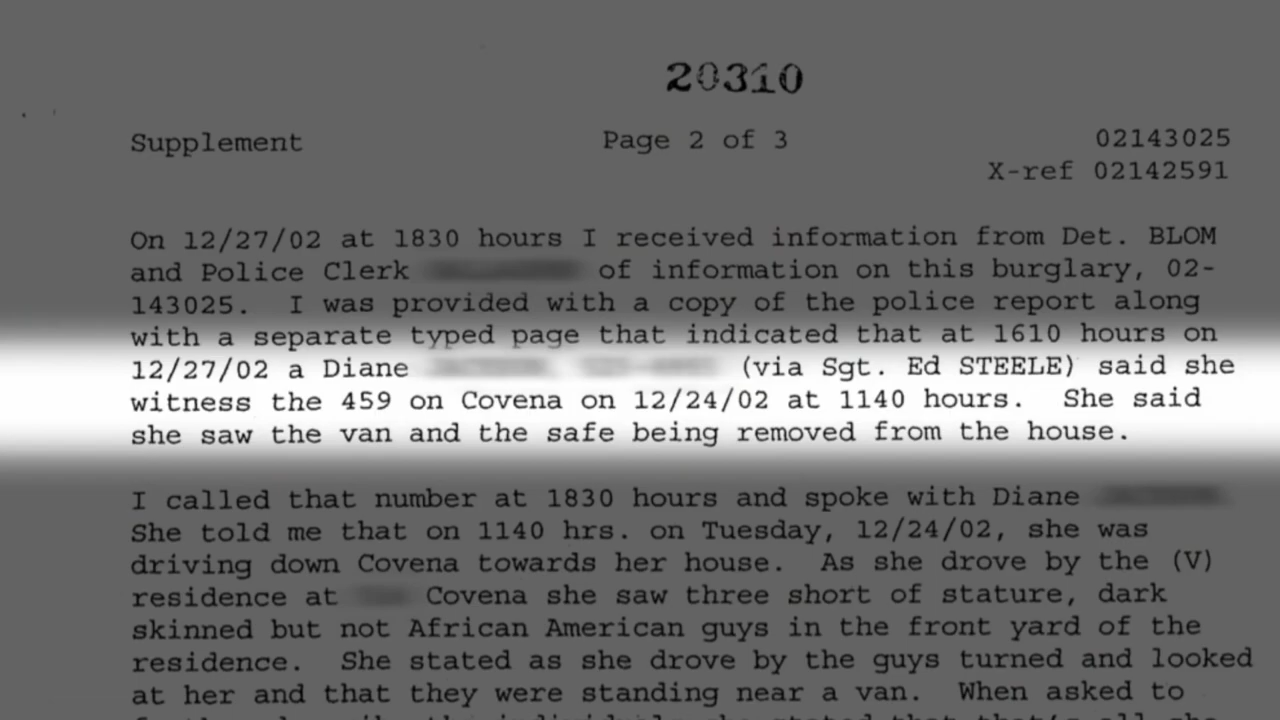 20310
Supplement Page 2 of 3 02143025
X-ref 02142591
On 12/27/02 at 1830 hours I received information from Det. BLOM
and Police Clerk of information on this burglary, 02-
143025. I was provided with a copy of the police report along
with a separate typed page that indicated that at 1610 hours on
12/27/02 a Diane (via Sgt. Ed STEELE) said she
witness the 459 on Covena on 12/24/02 at 1140 hours. She said
she saw the van and the safe being removed from the house.
I called that number at 1830 hours and spoke with Diane
She told me that on 1140 hrs. on Tuesday, 12/24/02, she was
driving down Covena towards her house. As she drove by the (V)
residence at Covena she saw three short of stature, dark
skinned but not African American guys in the front yard of the
residence. She stated as she drove by the guys turned and looked
at her and that they were standing near a van. When asked to